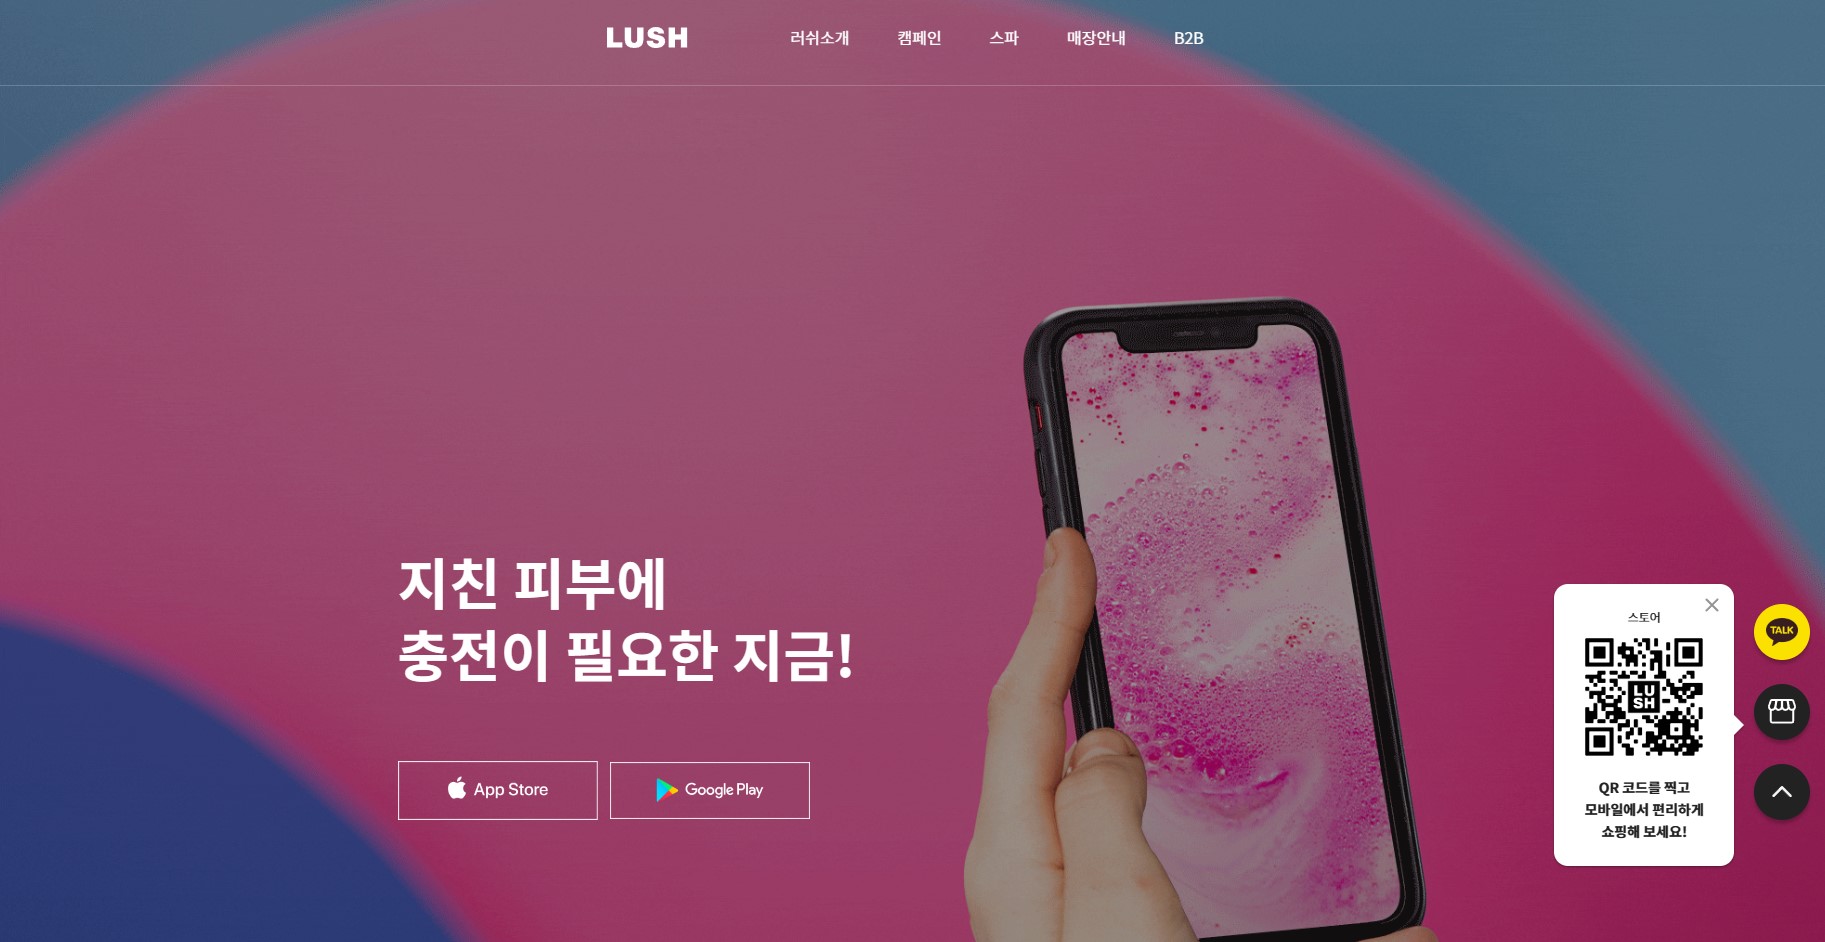 LUSH
러쉬소개
캠페인
스파
매장안내
B2B
지친 피부에
충전이 필요한 지금!
App Store
Google Play
스토어
LU
SH
QR 코드를 찍고
모바일에서 편리하게
쇼핑해 보세요!
TALK